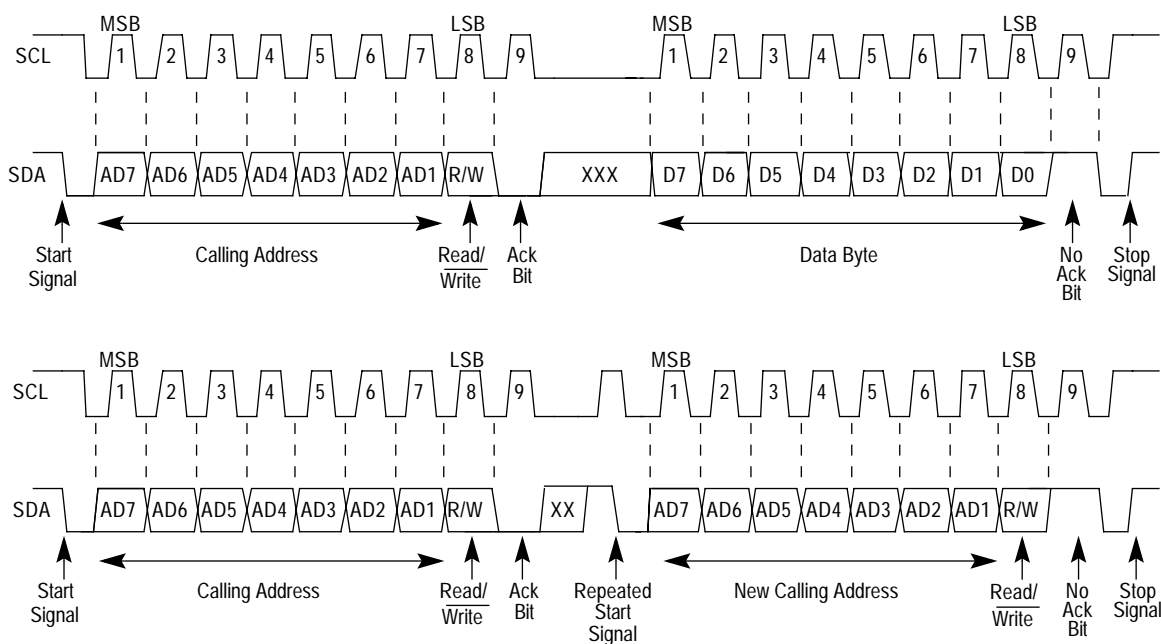 MSB LSB MSB LSB
SCL 1 2 3 4 5 6 7 8 9 1 2 3 4 5 6 7 8 9
SDA AD7 AD6 AD5 AD4 AD3 AD2 AD1 R/W XXX D7 D6 D5 D4 D3 D2 D1 D0
Start Signal
Calling Address
Read/ Write
Ack Bit
Data Byte
No Ack Bit
Stop Signal
MSB LSB MSB LSB
SCL 1 2 3 4 5 6 7 8 9 1 2 3 4 5 6 7 8 9
SDA AD7 AD6 AD5 AD4 AD3 AD2 AD1 R/W XX AD7 AD6 AD5 AD4 AD3 AD2 AD1 R/W
Start Signal
Calling Address
Read/ Write
Ack Bit
Repeated Start Signal
New Calling Address
Read/ Write
No Ack Bit
Stop Signal